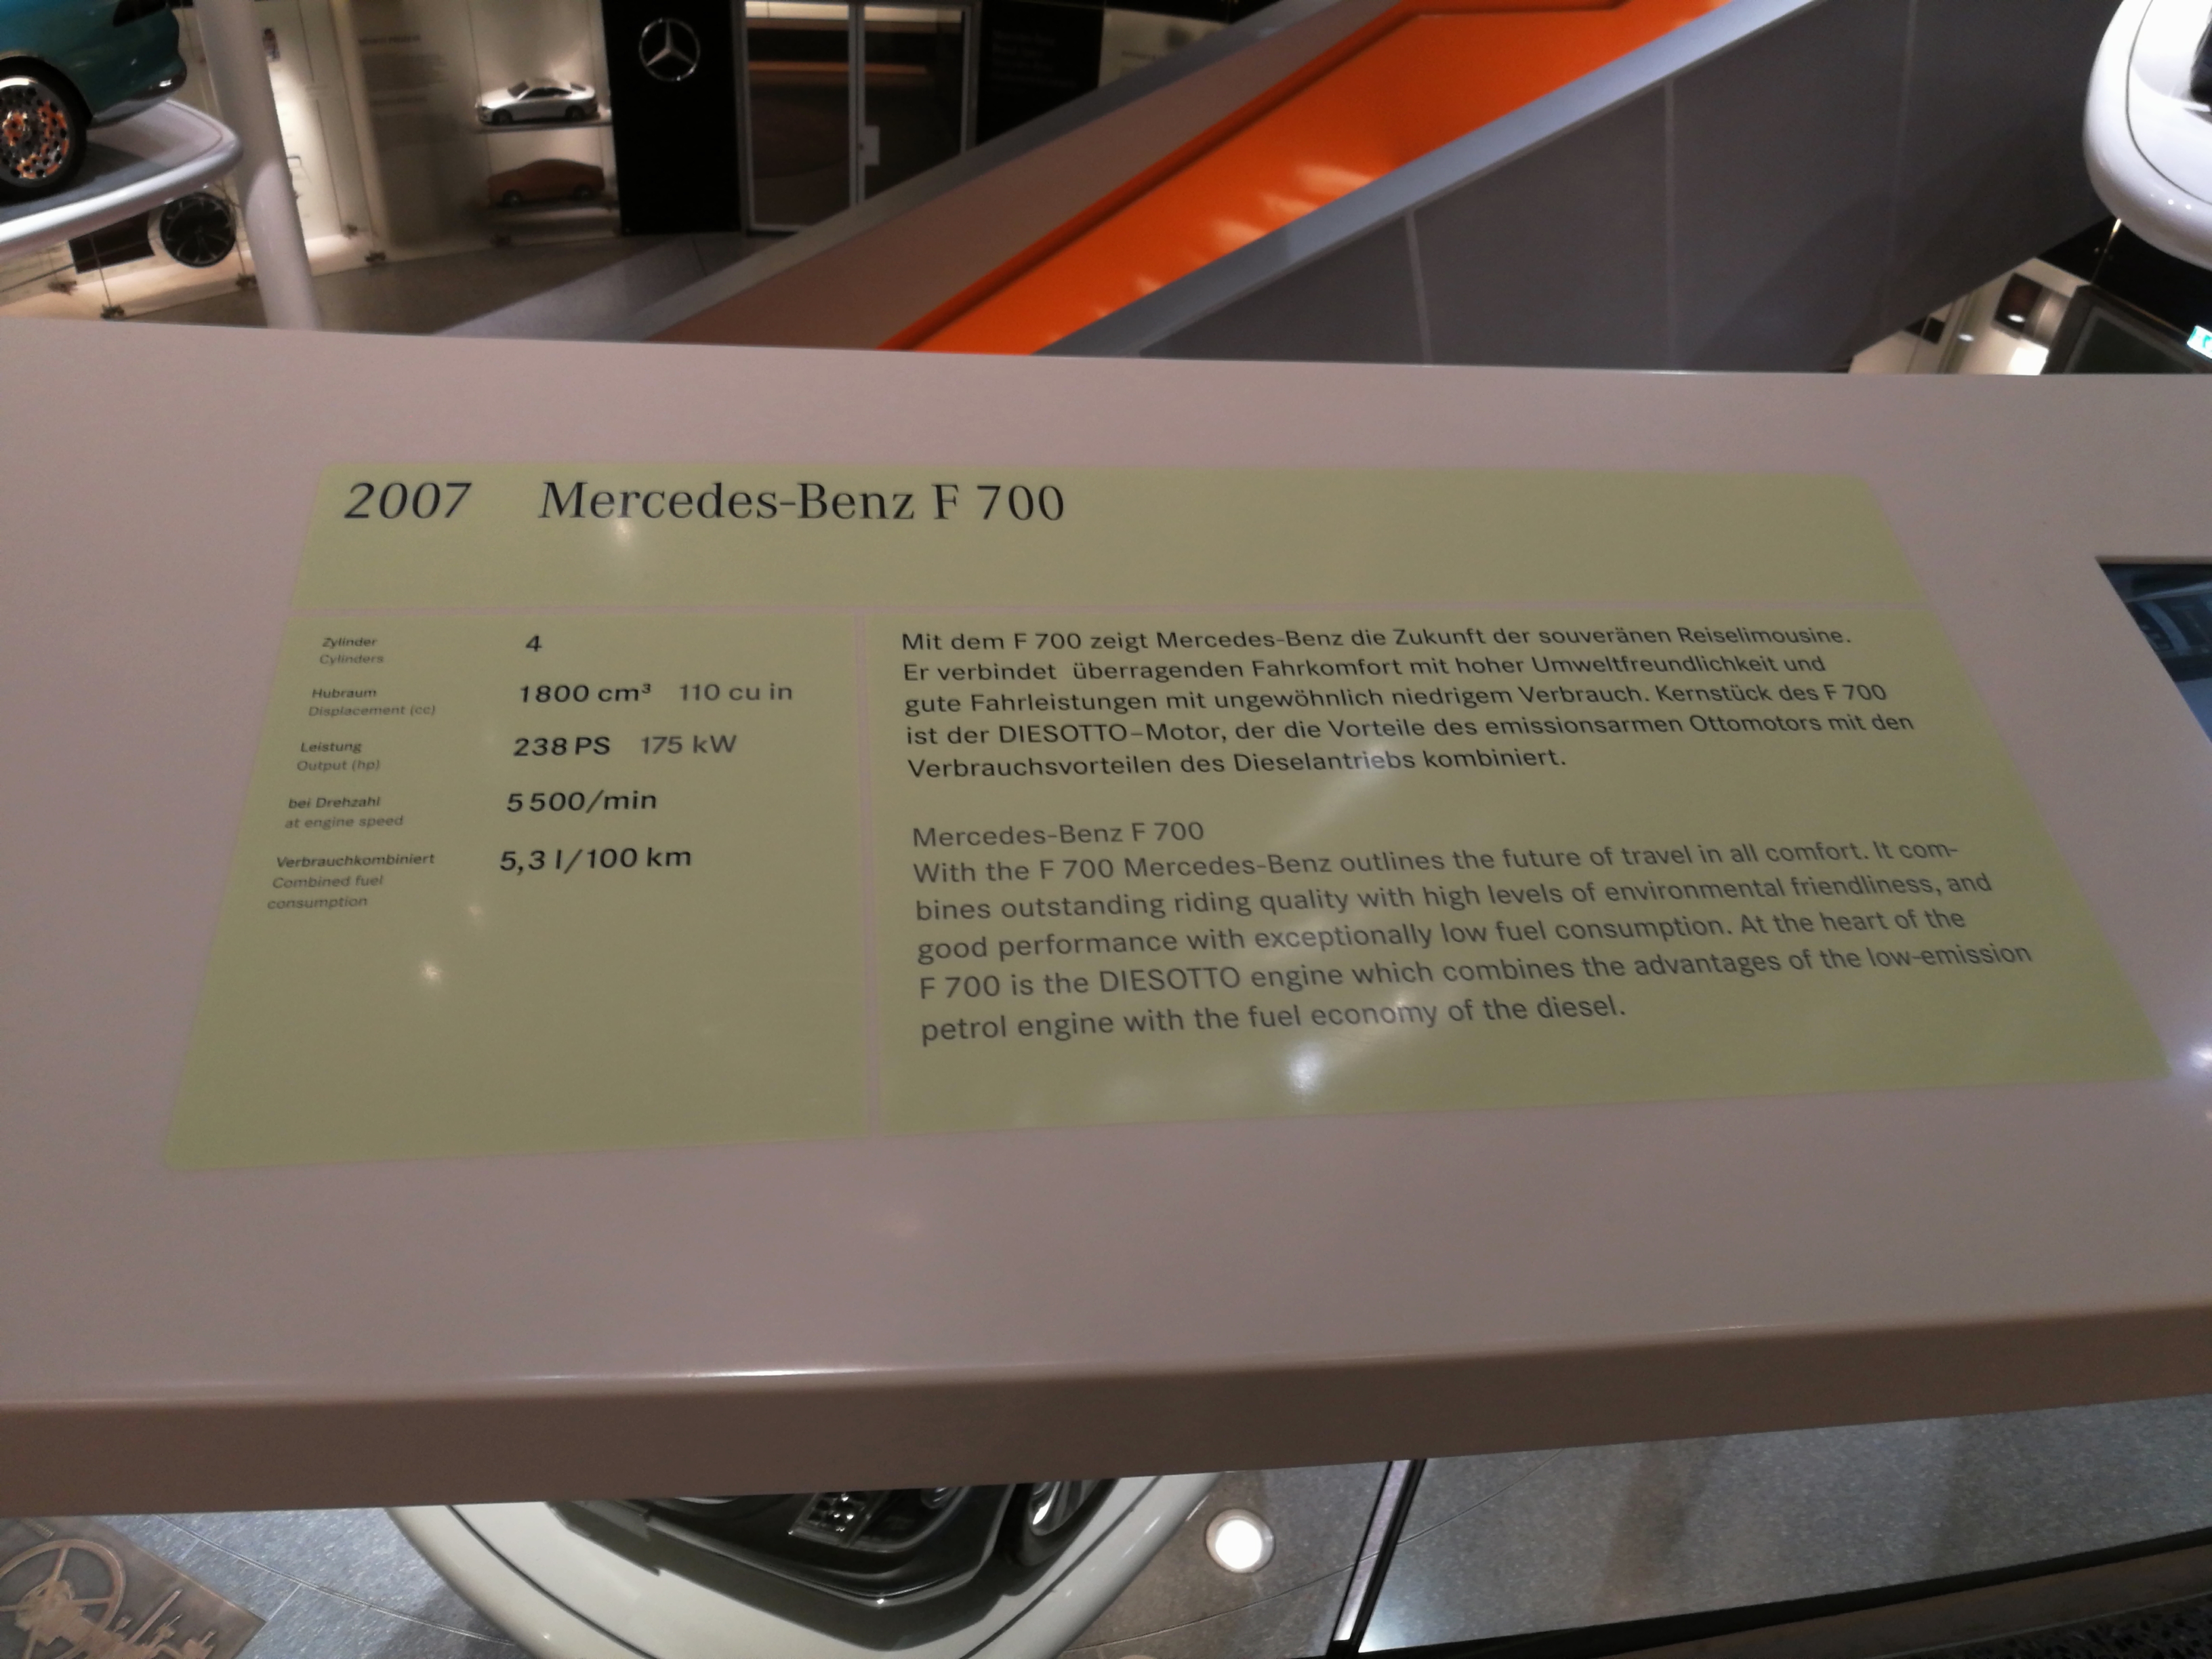 2007 Mercedes-Benz F 700
Zylinder 4
Cylinders
Hubraum 1800 cm³ 110 cu in
Displacement (cc)
Leistung 238 PS 175 kW
Output (hp)
bei Drehzahl 5 500/min
at engine speed
Verbrauchkombiniert 5,3 l/100 km
Combined fuel
consumption
Mit dem F 700 zeigt Mercedes-Benz die Zukunft der souveränen Reiselimousine.
Er verbindet überragenden Fahrkomfort mit hoher Umweltfreundlichkeit und
gute Fahrleistungen mit ungewöhnlich niedrigem Verbrauch. Kernstück des F 700
ist der DIESOTTO-Motor, der die Vorteile des emissionsarmen Ottomotors mit den
Verbrauchsvorteilen des Dieselantriebs kombiniert.
Mercedes-Benz F 700
With the F 700 Mercedes-Benz outlines the future of travel in all comfort. It com-
bines outstanding riding quality with high levels of environmental friendliness, and
good performance with exceptionally low fuel consumption. At the heart of the
F 700 is the DIESOTTO engine which combines the advantages of the low-emission
petrol engine with the fuel economy of the diesel.